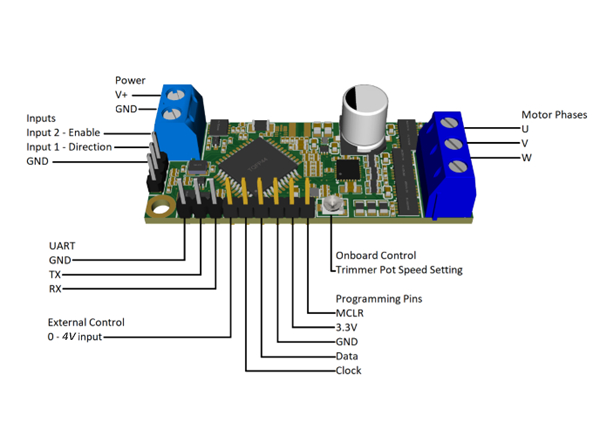 Power
V+
GND
Inputs
Input 2 - Enable
Input 1 - Direction
GND
Motor Phases
U
V
W
UART
GND
TX
RX
External Control
0 - 4V input
Onboard Control
Trimmer Pot Speed Setting
Programming Pins
MCLR
3.3V
GND
Data
Clock